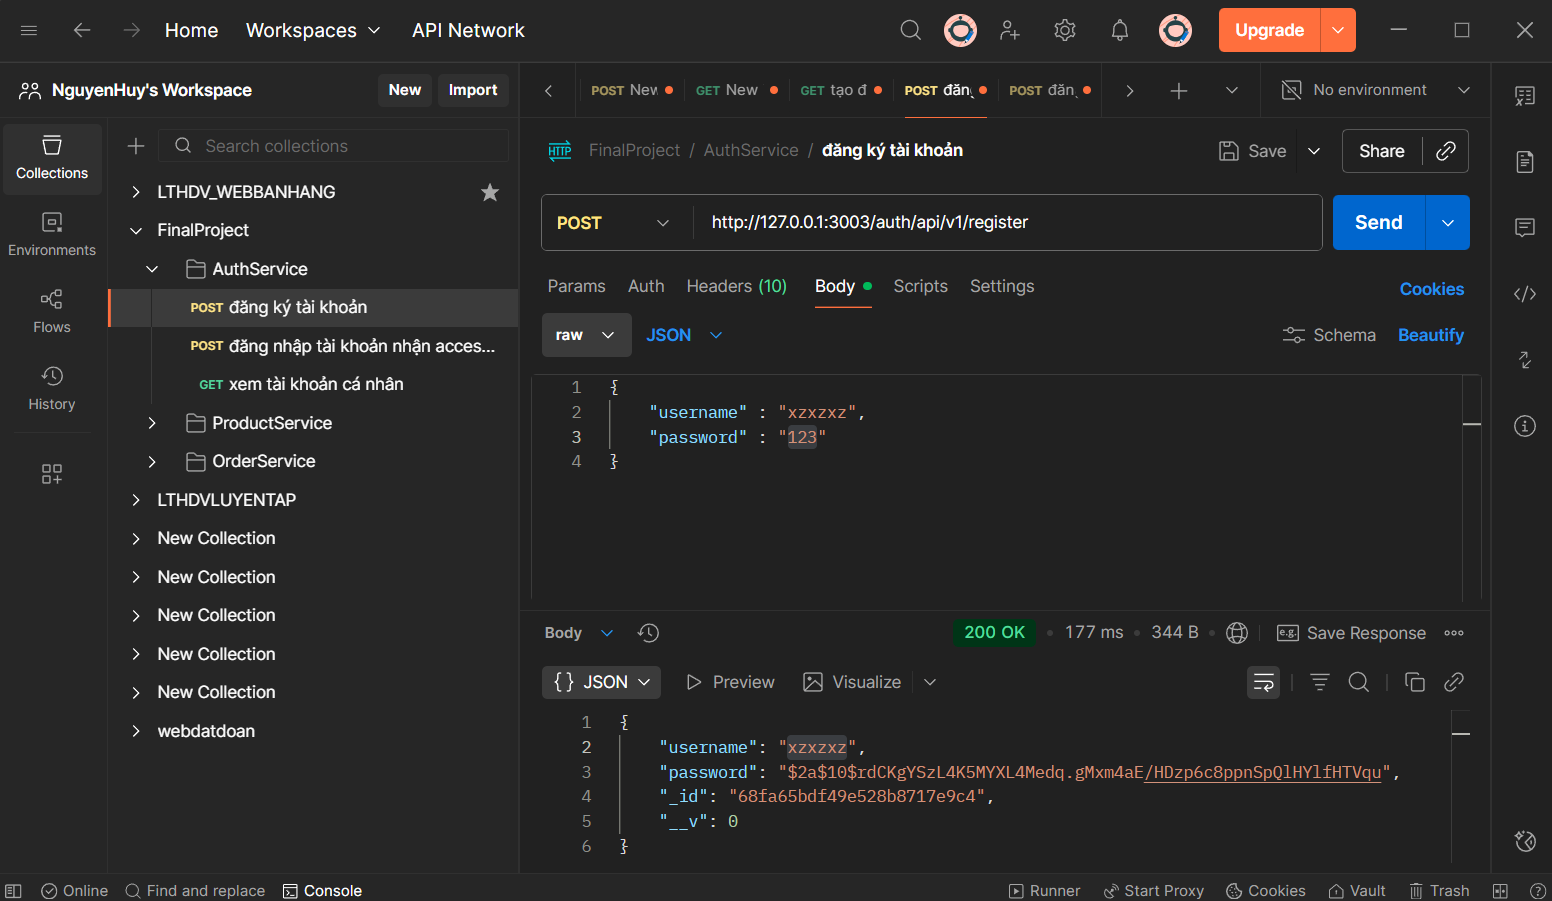 Home Workspaces API Network Upgrade
NguyenHuy's Workspace New Import
POST New GET New GET tạo đ POST đăn POST đăn No environment
Collections
Search collections
Environments
Flows
History
LTHDV_WEBBANHANG
FinalProject
AuthService
POST đăng ký tài khoản
POST đăng nhập tài khoản nhận acces...
GET xem tài khoản cá nhân
ProductService
OrderService
LTHDVLUYENTAP
New Collection
New Collection
New Collection
New Collection
New Collection
webdatdoan
HTTP FinalProject / AuthService / đăng ký tài khoản Save Share
POST http://127.0.0.1:3003/auth/api/v1/register Send
Params Auth Headers (10) Body Scripts Settings Cookies
raw JSON Schema Beautify
1 {
2 "username" : "xzxzxz",
3 "password" : "123"
4 }
Body 200 OK 177 ms 344 B e.g. Save Response
{} JSON Preview Visualize
1 {
2 "username": "xzxzxz",
3 "password": "$2a$10$rdCKgYSzL4K5MYXL4Medq.gMxm4aE/HDzp6c8ppnSpQlHYlfHTVqu",
4 "_id": "68fa65bdf49e528b8717e9c4",
5 "__v": 0
6 }
Online Find and replace Console Runner Start Proxy Cookies Vault Trash